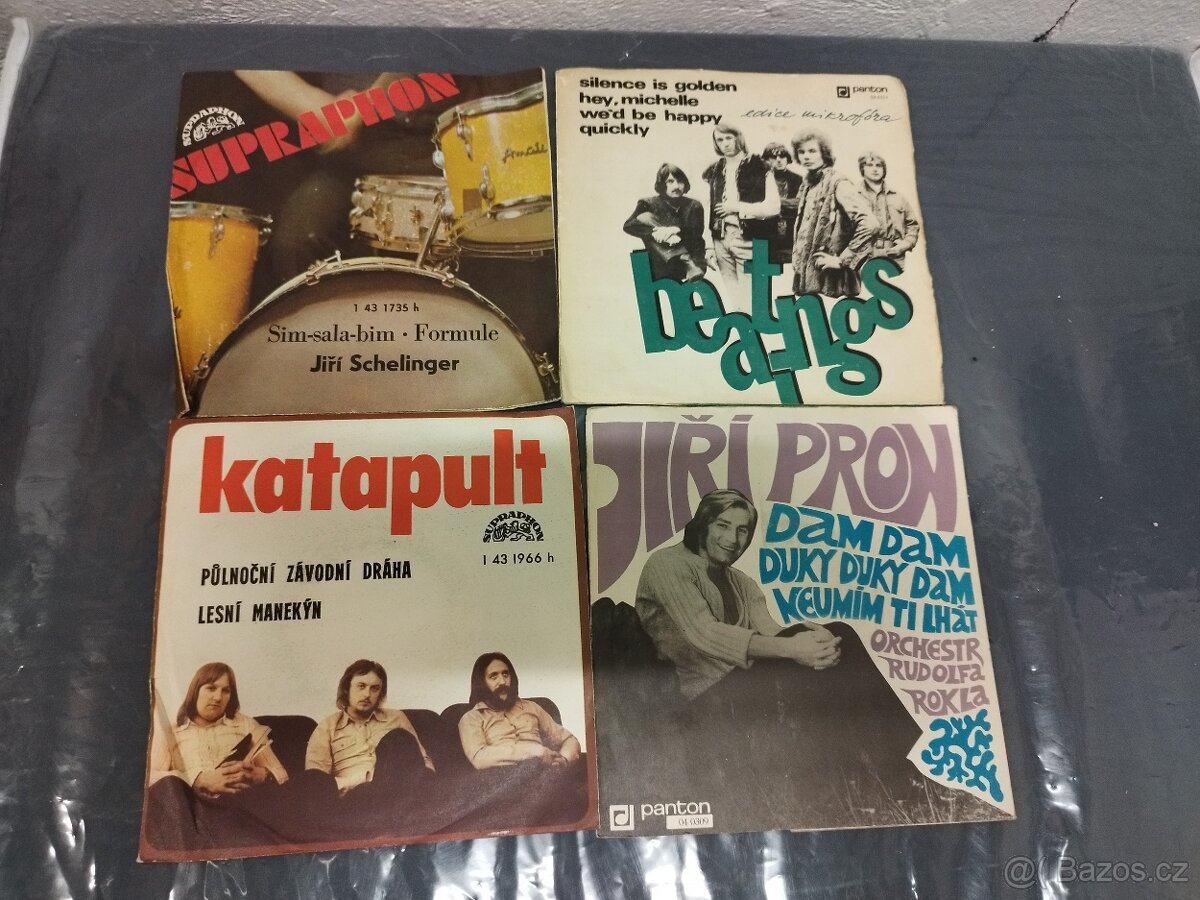 SUPRAPHON
SUPRAPHON
1 43 1735 h
Sim-sala-bim · Formule
Jiří Schelinger
silence is golden
hey, michelle
we'd be happy
quickly
panton
edice mikrofóra
beatings
katapult
SUPRAPHON
1 43 1966 h
PŮLNOČNÍ ZÁVODNÍ DRÁHA
LESNÍ MANEKÝN
JIŘÍ PRON
DAM DAM
DUKY DUKY DAM
NEUMÍM TI LHÁT
ORCHESTR
RUDOLFA
ROKLA
panton
04 0309
@ Bazos.cz